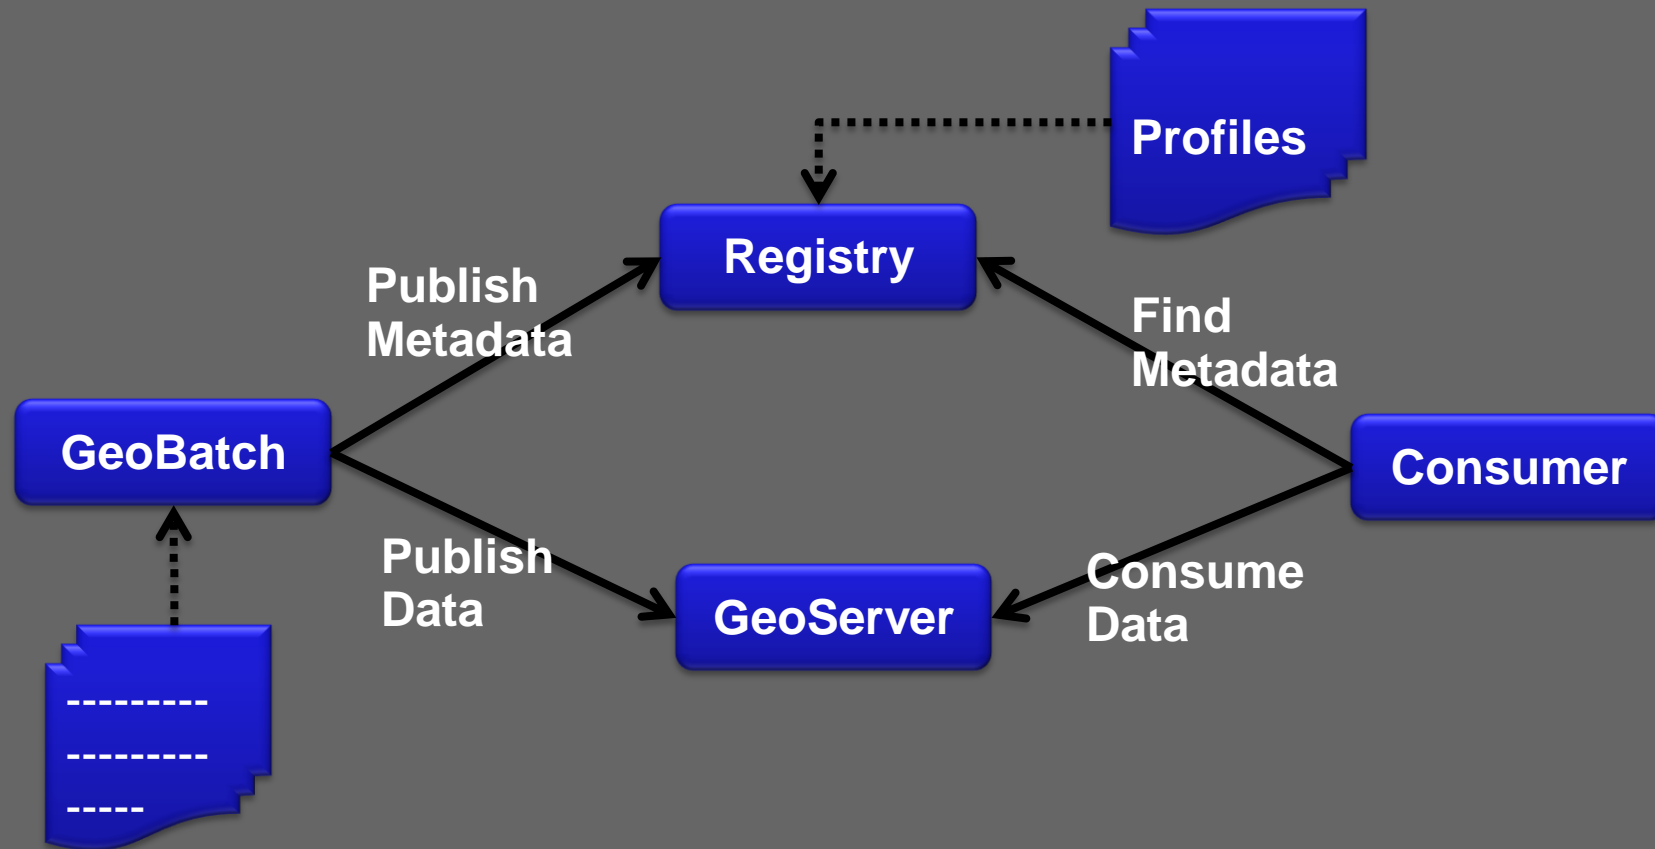 Profiles
Registry
Publish
Metadata
Find
Metadata
GeoBatch
Consumer
Publish
Data
GeoServer
Consume
Data
---------
---------
-----